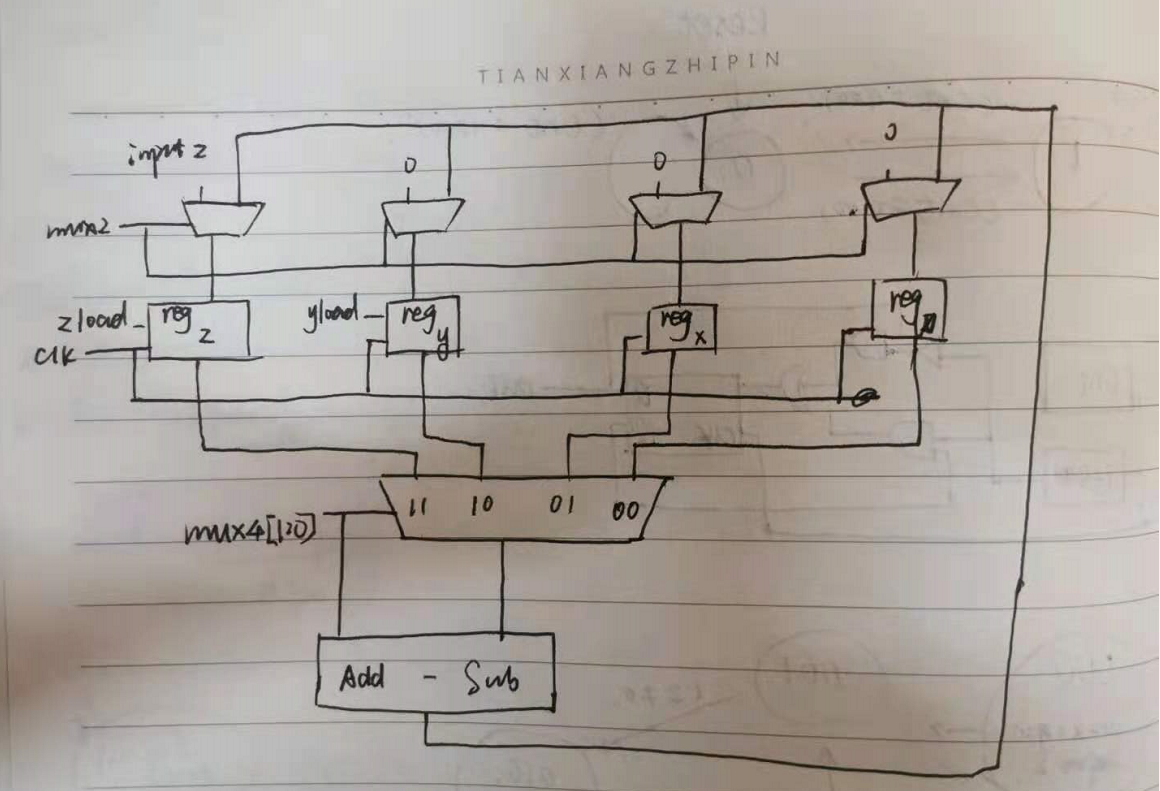 TIANXIANGZHIPIN
input z
0
0
0
mux2
zload
reg z
yload
reg y
reg x
reg
clk
11 10 01 00
mux4[1:0]
Add - Sub